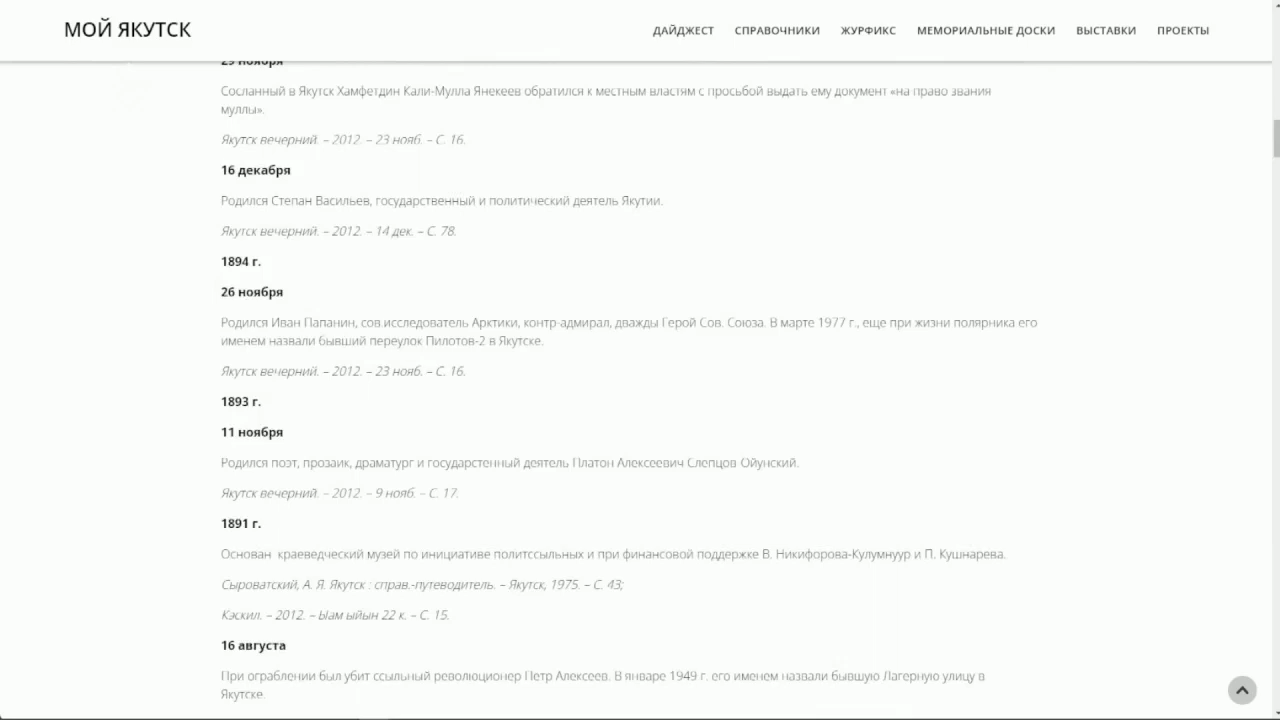 МОЙ ЯКУТСК
ДАЙДЖЕСТ СПРАВОЧНИКИ ЖУРФИКС МЕМОРИАЛЬНЫЕ ДОСКИ ВЫСТАВКИ ПРОЕКТЫ
29 ноября
Сосланный в Якутск Хамфетдин Кали-Мулла Янекеев обратился к местным властям с просьбой выдать ему документ «на право звания
муллы».
Якутск вечерний. – 2012. – 23 нояб. – С. 16.
16 декабря
Родился Степан Васильев, государственный и политический деятель Якутии.
Якутск вечерний. – 2012. – 14 дек. – С. 78.
1894 г.
26 ноября
Родился Иван Папанин, сов исследователь Арктики, контр-адмирал, дважды Герой Сов. Союза. В марте 1977 г., еще при жизни полярника его
именем назвали бывший переулок Пилотов-2 в Якутске.
Якутск вечерний. – 2012. – 23 нояб. – С. 16.
1893 г.
11 ноября
Родился поэт, прозаик, драматург и государстенный деятель Платон Алексеевич Слепцов-Ойунский.
Якутск вечерний. – 2012. – 9 нояб. – С. 17.
1891 г.
Основан краеведческий музей по инициативе политссыльных и при финансовой поддержке В. Никифорова-Кулумнуур и П. Кушнарева.
Сыроватский, А. Я. Якутск : справ.-путеводитель. – Якутск, 1975. – С. 43;
Кэскил. – 2012. – Ыам ыйын 22 к. – С. 15.
16 августа
При ограблении был убит ссыльный революционер Петр Алексеев. В январе 1949 г. его именем назвали бывшую Лагерную улицу в
Якутске.